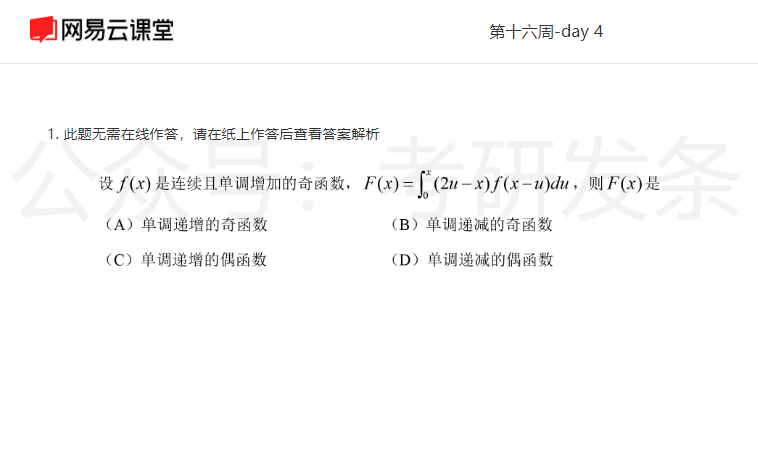 网易云课堂
第十六周-day 4
1. 此题无需在线作答，请在纸上作答后查看答案解析
公众号：考研发条
设 f(x) 是连续且单调增加的奇函数， F(x) = ∫₀ˣ (2u − x) f(x − u)du ，则 F(x) 是
（A）单调递增的奇函数 （B）单调递减的奇函数
（C）单调递增的偶函数 （D）单调递减的偶函数